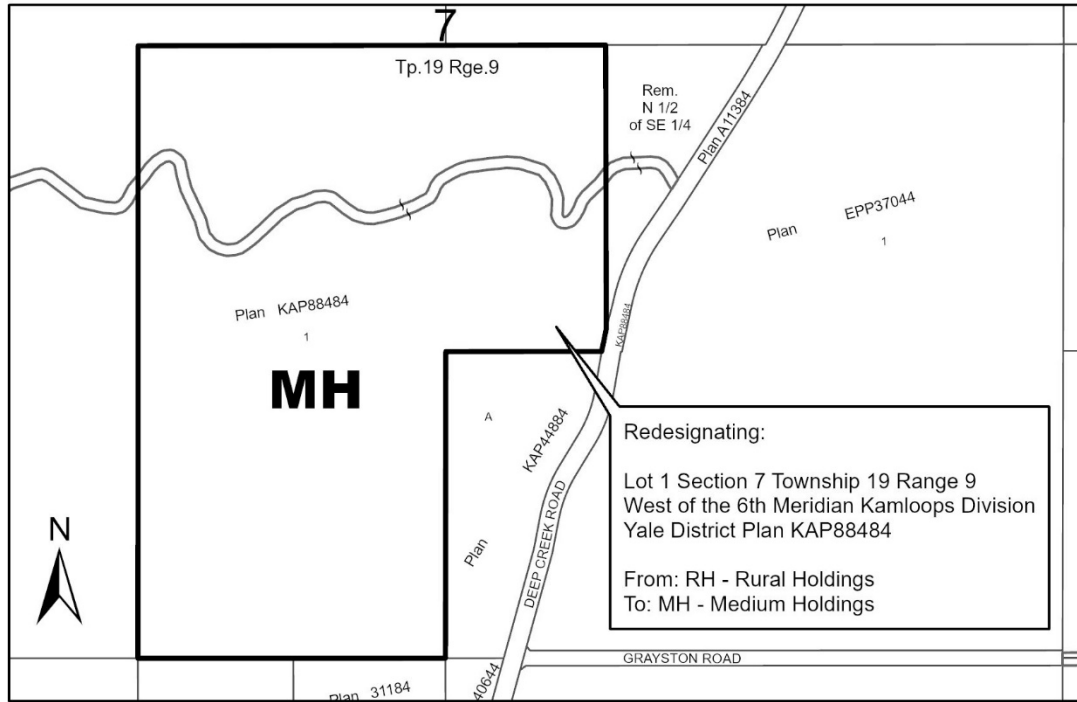 7
Tp.19 Rge.9
Rem.
N 1/2
of SE 1/4
Plan A11384
Plan EPP37044
1
Plan KAP88484
1
KAP88484
MH
A
KAP44884
Plan
DEEP CREEK ROAD
Redesignating:
Lot 1 Section 7 Township 19 Range 9
West of the 6th Meridian Kamloops Division
Yale District Plan KAP88484
From: RH - Rural Holdings
To: MH - Medium Holdings
N
GRAYSTON ROAD
Plan 31184
40644